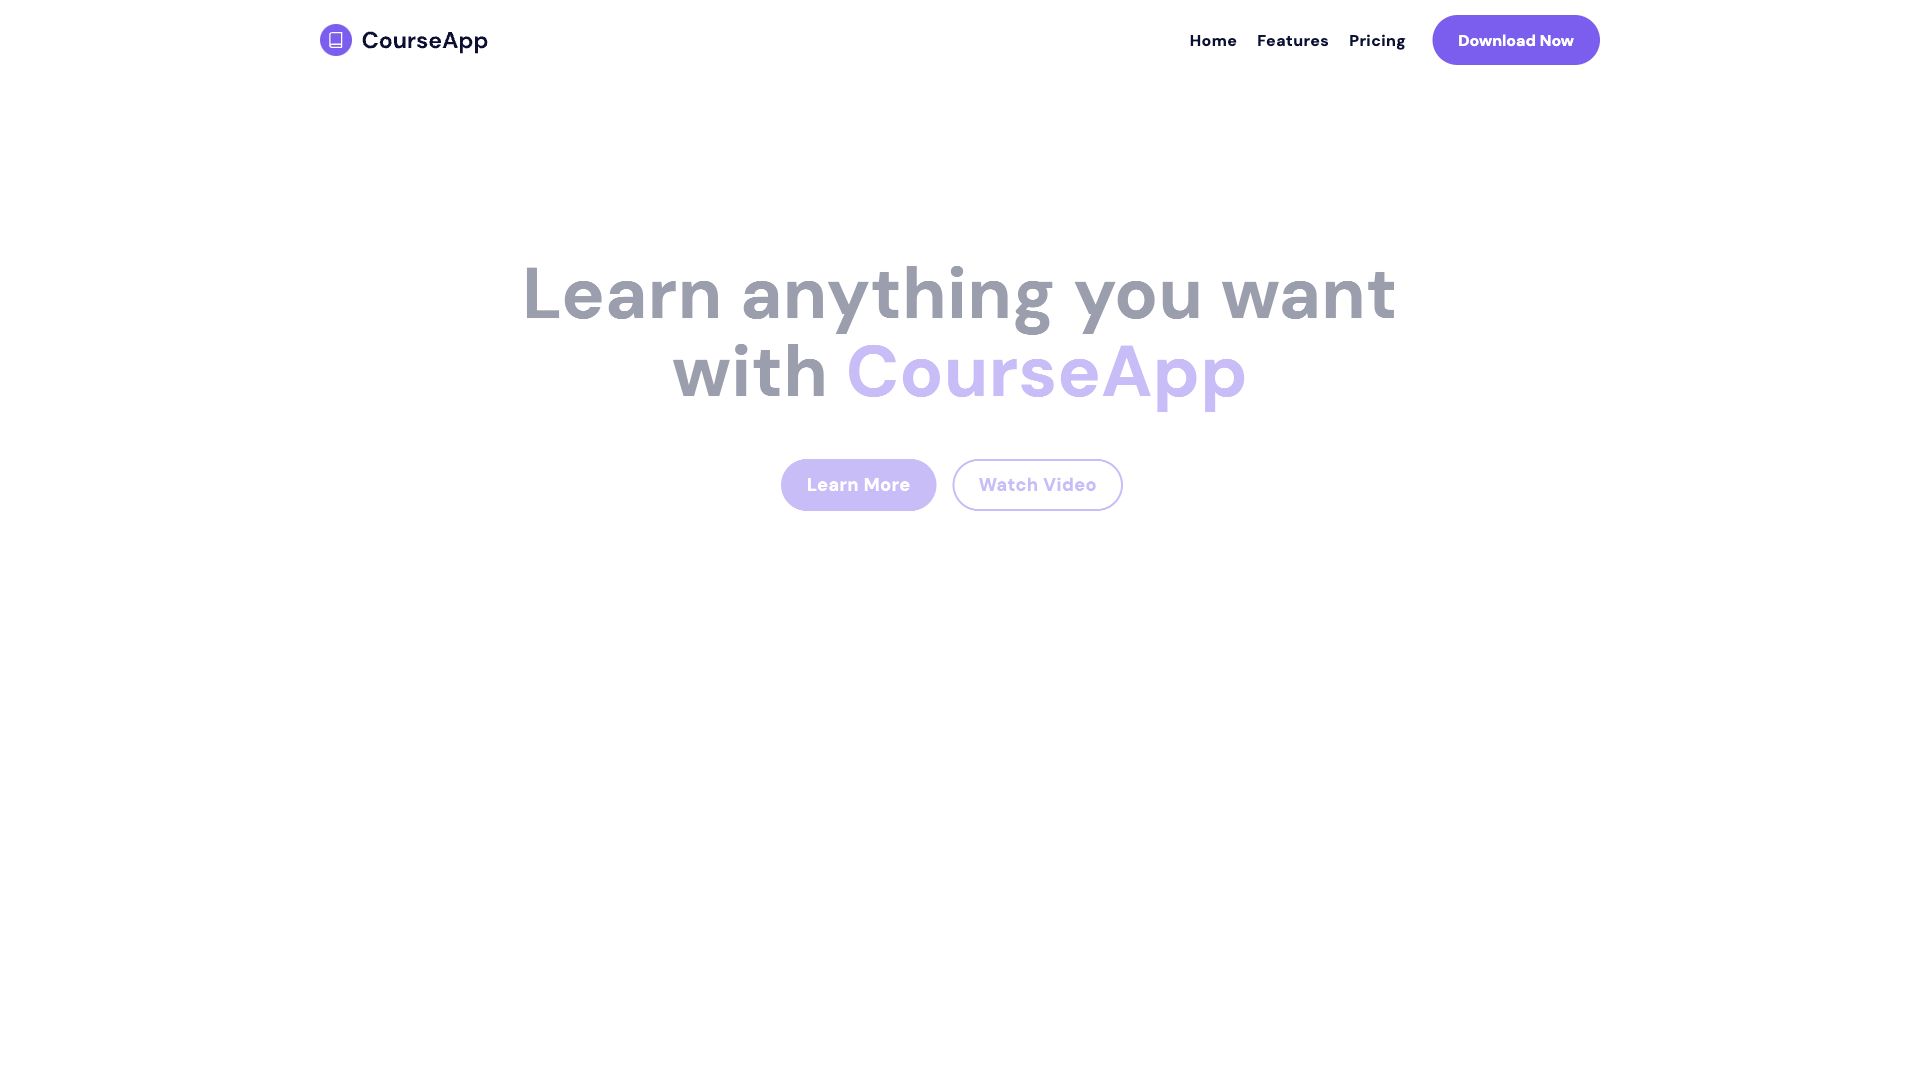 CourseApp
Home Features Pricing Download Now
Learn anything you want
with CourseApp
Learn More Watch Video